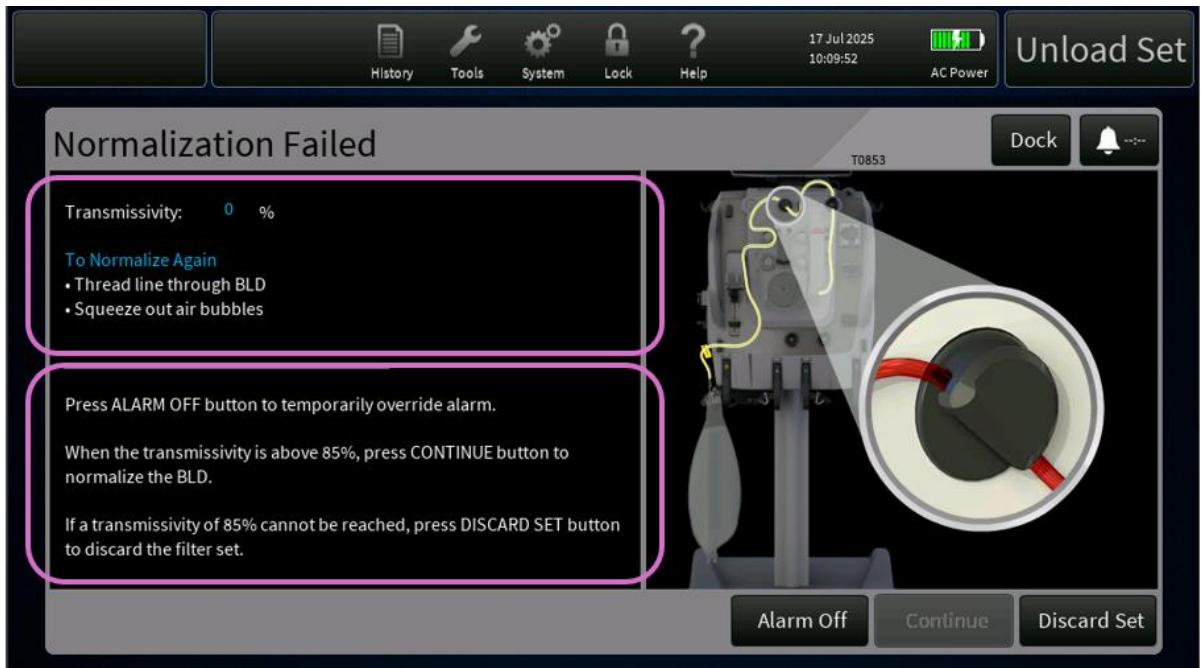 History
Tools
System
Lock
Help
17 Jul 2025
10:09:52
AC Power
Unload Set
Normalization Failed
T0853
Dock
--:--
Transmissivity: 0 %
To Normalize Again
• Thread line through BLD
• Squeeze out air bubbles
Press ALARM OFF button to temporarily override alarm.
When the transmissivity is above 85%, press CONTINUE button to
normalize the BLD.
If a transmissivity of 85% cannot be reached, press DISCARD SET button
to discard the filter set.
Alarm Off
Continue
Discard Set